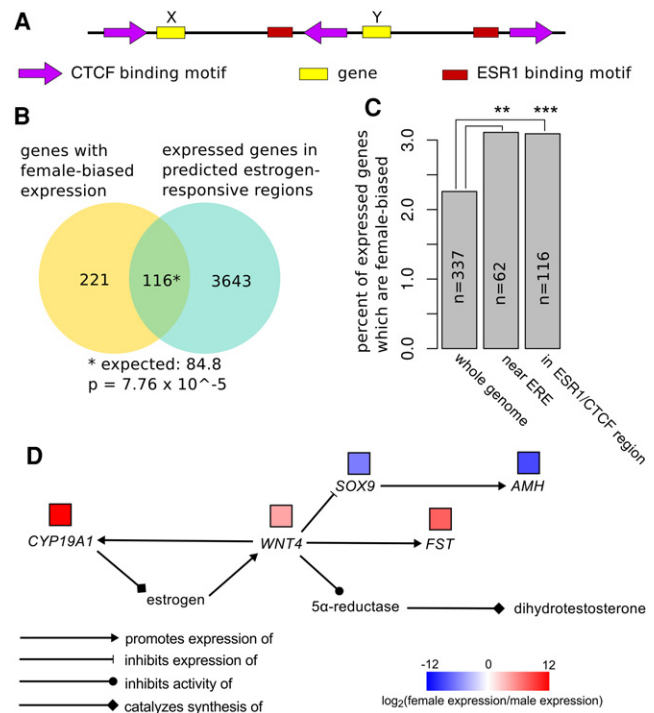 A
X
Y
CTCF binding motif
gene
ESR1 binding motif
B
genes with
female-biased
expression
expressed genes in
predicted estrogen-
responsive regions
221
116*
3643
* expected: 84.8
p = 7.76 x 10^-5
C
**
***
percent of expressed genes
which are female-biased
3.0
2.0
1.0
0.0
n=337
n=62
n=116
whole genome
near ERE
in ESR1/CTCF region
D
SOX9
AMH
CYP19A1
WNT4
FST
estrogen
5α-reductase
dihydrotestosterone
promotes expression of
inhibits expression of
inhibits activity of
catalyzes synthesis of
-12
0
12
log2(female expression/male expression)